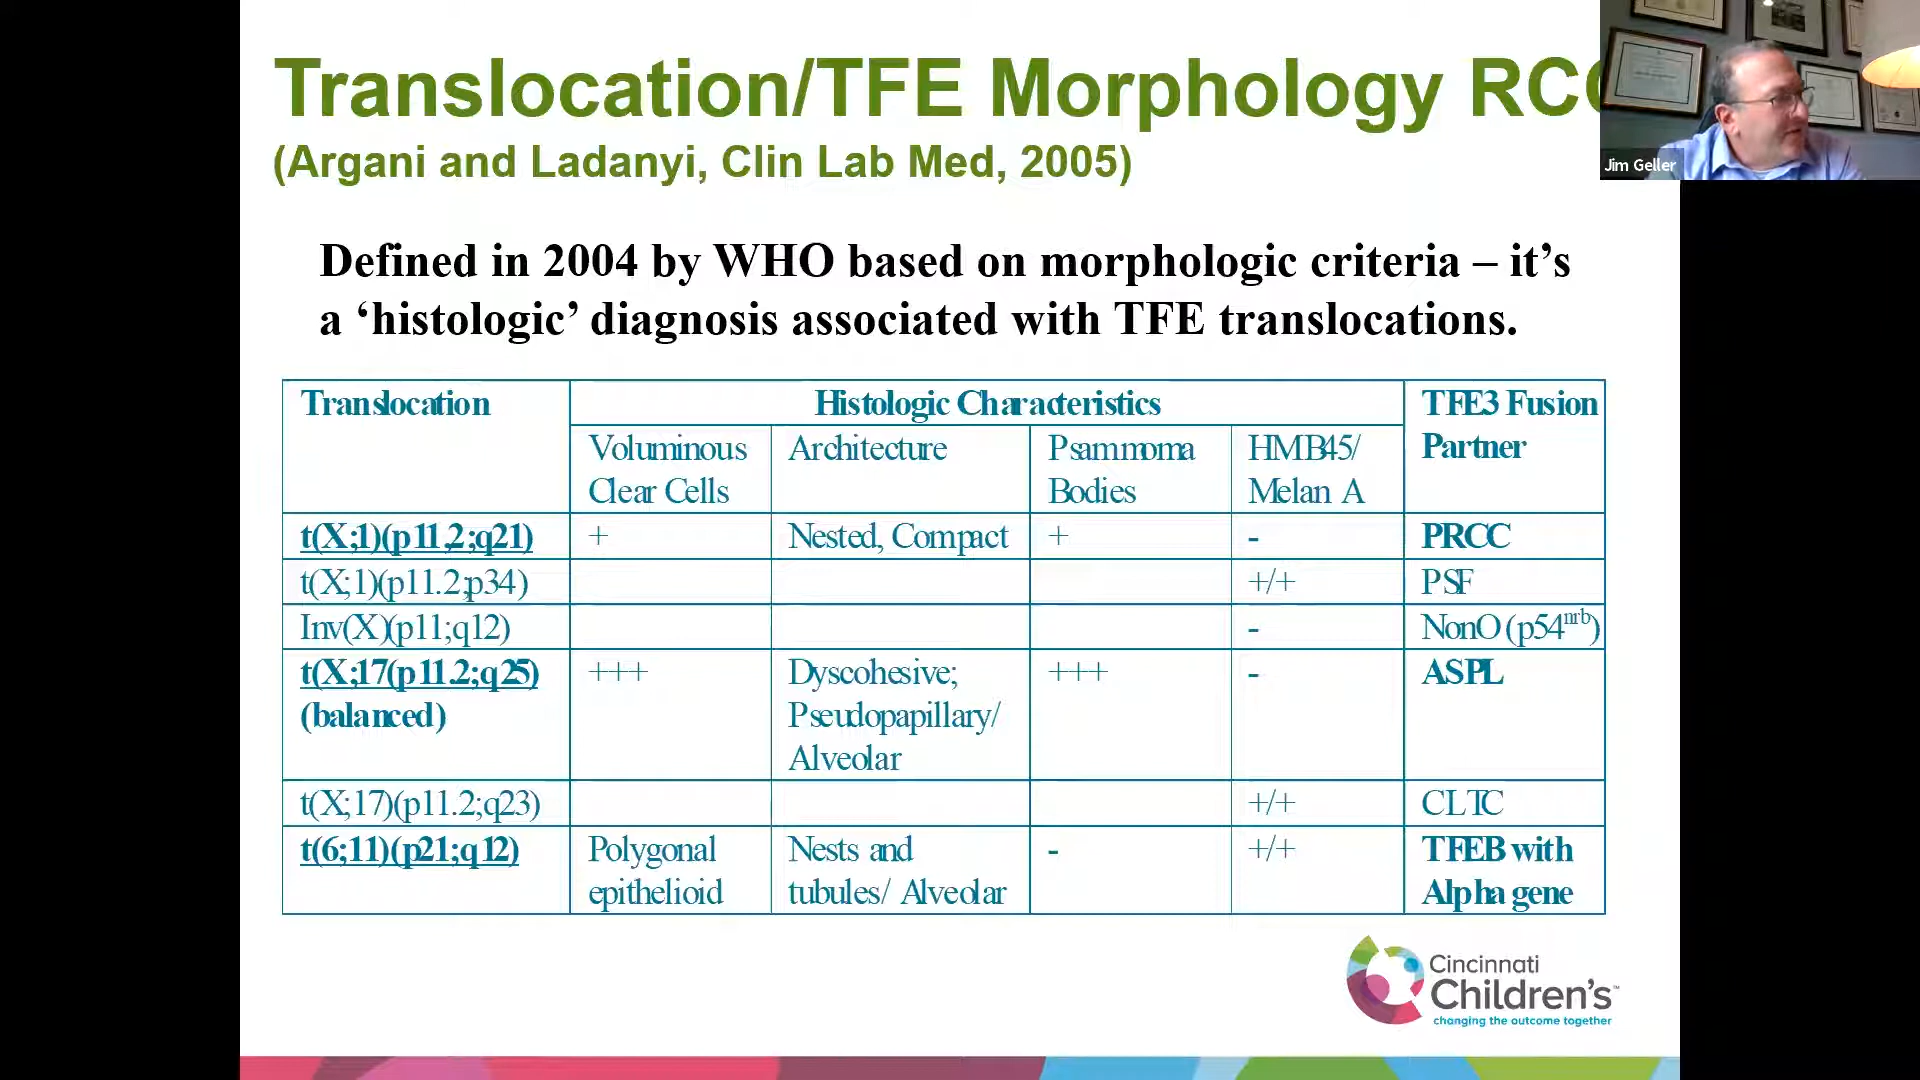 Translocation/TFE Morphology RCC
(Argani and Ladanyi, Clin Lab Med, 2005)
Jim Geller
Defined in 2004 by WHO based on morphologic criteria – it’s
a ‘histologic’ diagnosis associated with TFE translocations.
Translocation
Histologic Characteristics
TFE3 Fusion
Partner
Voluminous
Clear Cells
Architecture
Psammoma
Bodies
HMB45/
Melan A
t(X;1)(p11,2;q21) + Nested, Compact + - PRCC
t(X;1)(p11.2;p34) +/+ PSF
Inv(X)(p11;q12) - NonO (p54nrb)
t(X;17(p11.2;q25)
(balanced)
+++
Dyscohesive;
Pseudopapillary/
Alveolar
+++
-
ASPL
t(X;17)(p11.2;q23) +/+ CLTC
t(6;11)(p21;q12)
Polygonal
epithelioid
Nests and
tubules/ Alveolar
-
+/+
TFEB with
Alpha gene
Cincinnati
Children's™
changing the outcome together